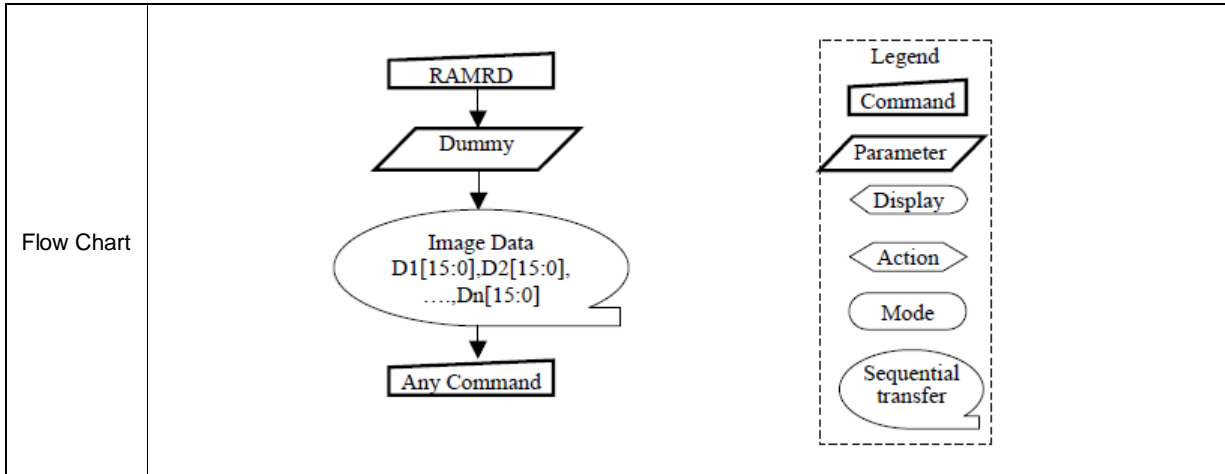 Flow Chart
RAMRD
Dummy
Image Data
D1[15:0],D2[15:0],
….,Dn[15:0]
Any Command
Legend
Command
Parameter
Display
Action
Mode
Sequential
transfer